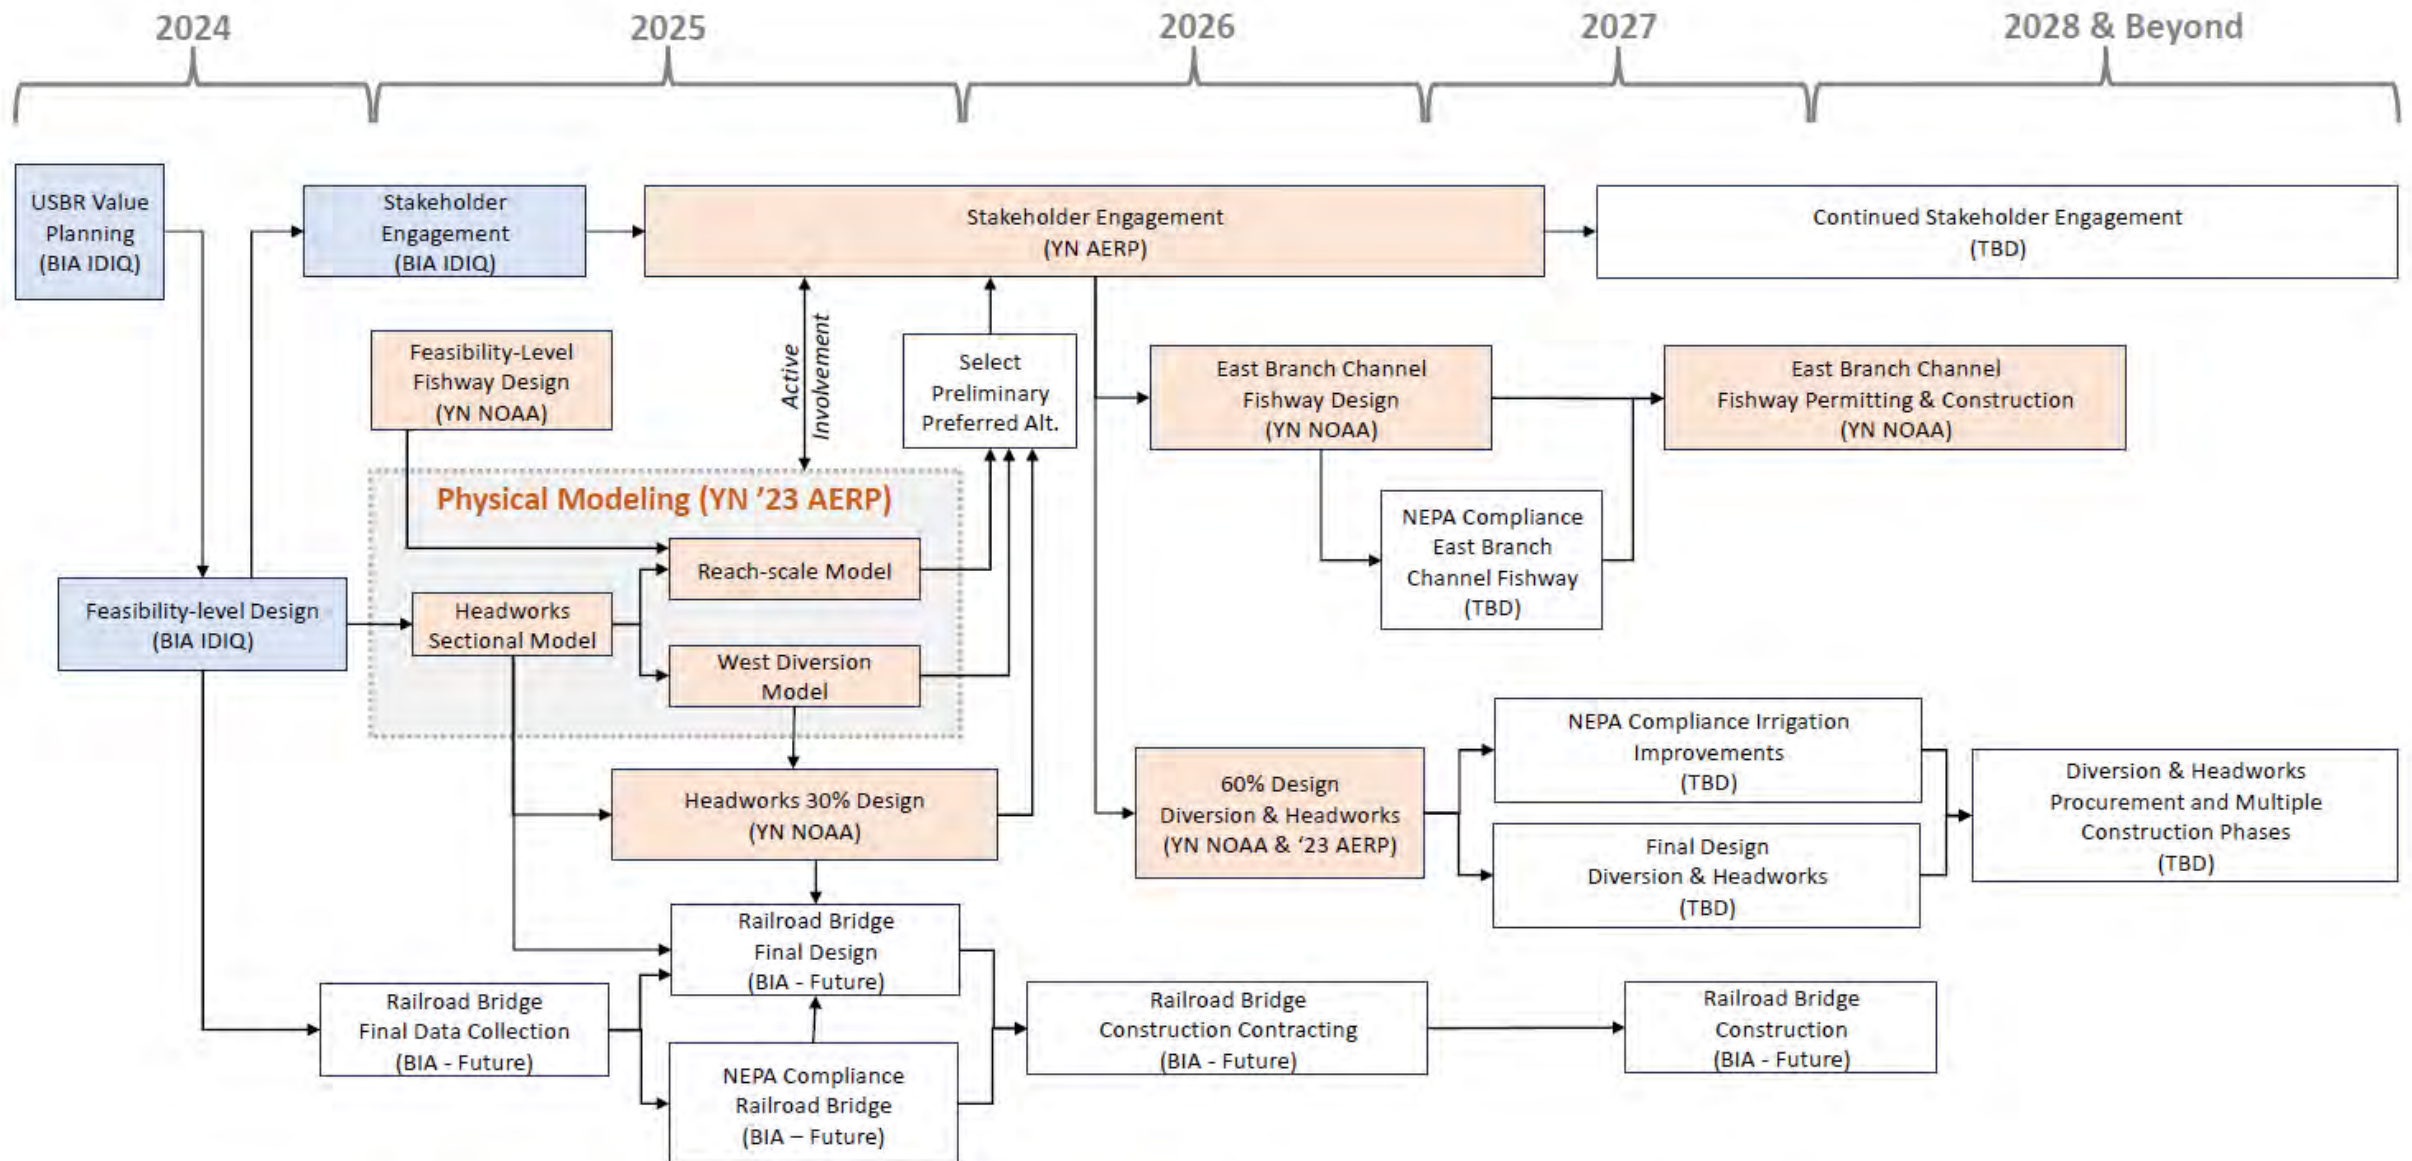 2024
2025
2026
2027
2028 & Beyond
USBR Value
Planning
(BIA IDIQ)
Stakeholder
Engagement
(BIA IDIQ)
Stakeholder Engagement
(YN AERP)
Continued Stakeholder Engagement
(TBD)
Feasibility-Level
Fishway Design
(YN NOAA)
Active
Involvement
Select
Preliminary
Preferred Alt.
East Branch Channel
Fishway Design
(YN NOAA)
East Branch Channel
Fishway Permitting & Construction
(YN NOAA)
Physical Modeling (YN ’23 AERP)
NEPA Compliance
East Branch
Channel Fishway
(TBD)
Reach-scale Model
Feasibility-level Design
(BIA IDIQ)
Headworks
Sectional Model
West Diversion
Model
Headworks 30% Design
(YN NOAA)
60% Design
Diversion & Headworks
(YN NOAA & ‘23 AERP)
NEPA Compliance Irrigation
Improvements
(TBD)
Final Design
Diversion & Headworks
(TBD)
Diversion & Headworks
Procurement and Multiple
Construction Phases
(TBD)
Railroad Bridge
Final Design
(BIA - Future)
Railroad Bridge
Final Data Collection
(BIA - Future)
NEPA Compliance
Railroad Bridge
(BIA – Future)
Railroad Bridge
Construction Contracting
(BIA - Future)
Railroad Bridge
Construction
(BIA - Future)